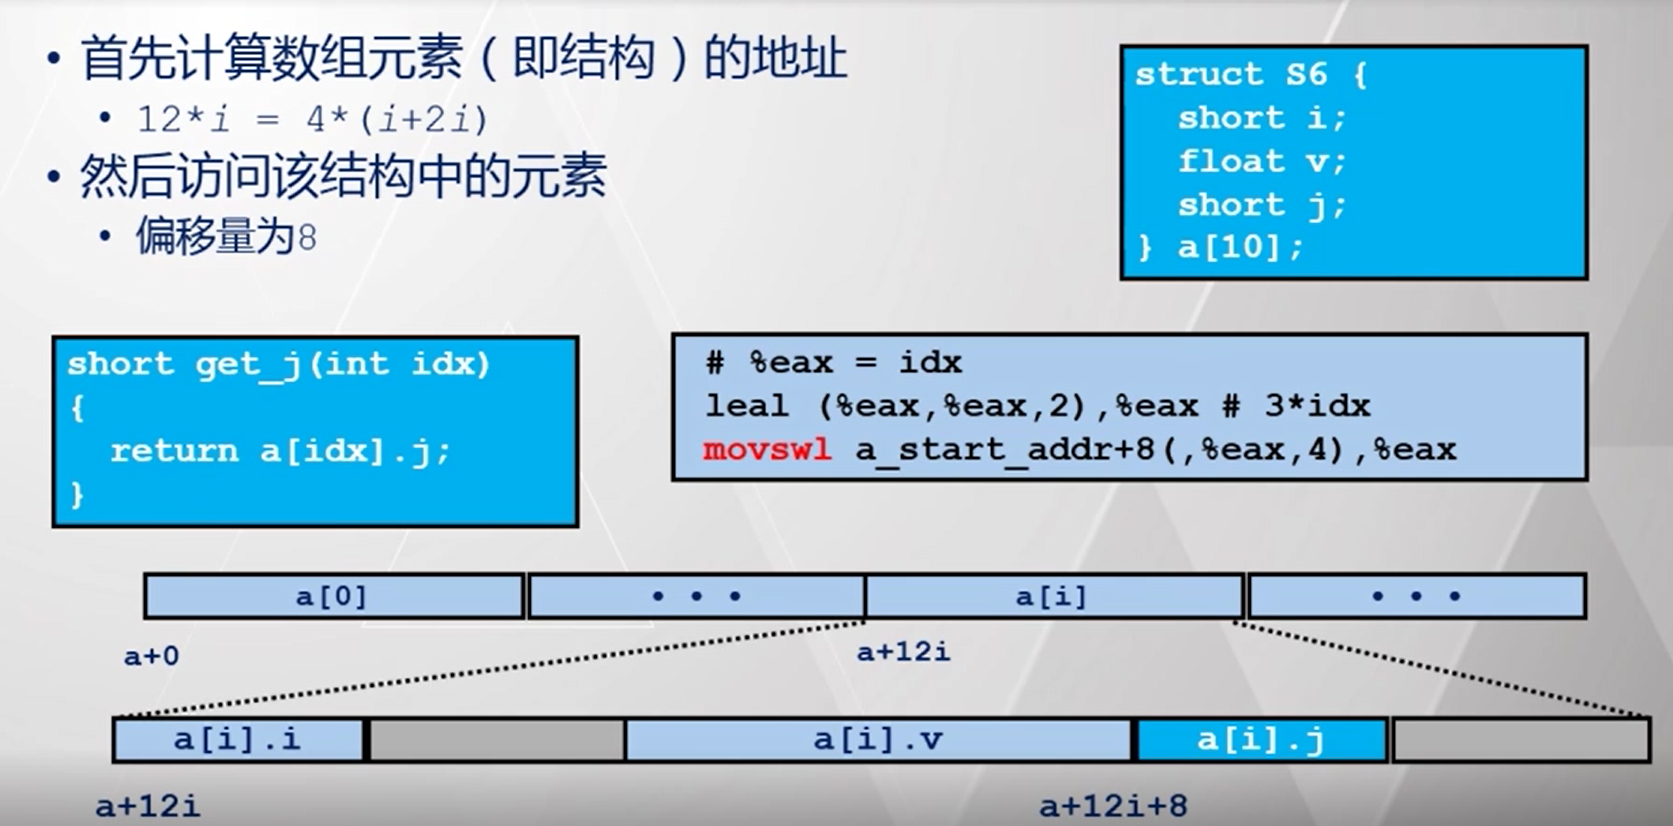 • 首先计算数组元素（即结构）的地址
• 12*i = 4*(i+2i)
• 然后访问该结构中的元素
• 偏移量为8
struct S6 {
  short i;
  float v;
  short j;
} a[10];
short get_j(int idx)
{
  return a[idx].j;
}
# %eax = idx
leal (%eax,%eax,2),%eax # 3*idx
movswl a_start_addr+8(,%eax,4),%eax
a[0] • • • a[i] • • •
a+0 a+12i
a[i].i a[i].v a[i].j
a+12i a+12i+8